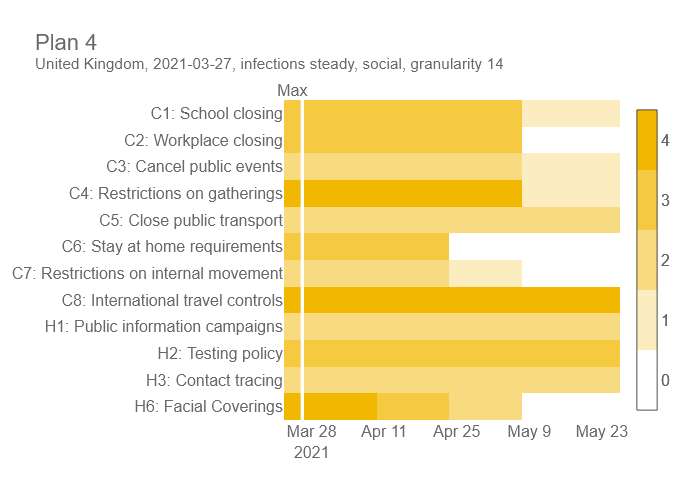 Plan 4
United Kingdom, 2021-03-27, infections steady, social, granularity 14
Max
C1: School closing
C2: Workplace closing
C3: Cancel public events
C4: Restrictions on gatherings
C5: Close public transport
C6: Stay at home requirements
C7: Restrictions on internal movement
C8: International travel controls
H1: Public information campaigns
H2: Testing policy
H3: Contact tracing
H6: Facial Coverings
Mar 28 Apr 11 Apr 25 May 9 May 23
2021
4
3
2
1
0